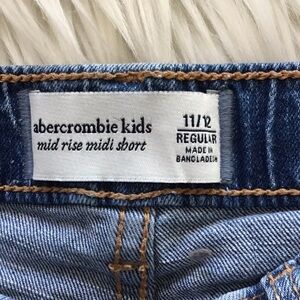 abercrombie kids
mid rise midi short
11/12
REGULAR
MADE IN
BANGLADESH